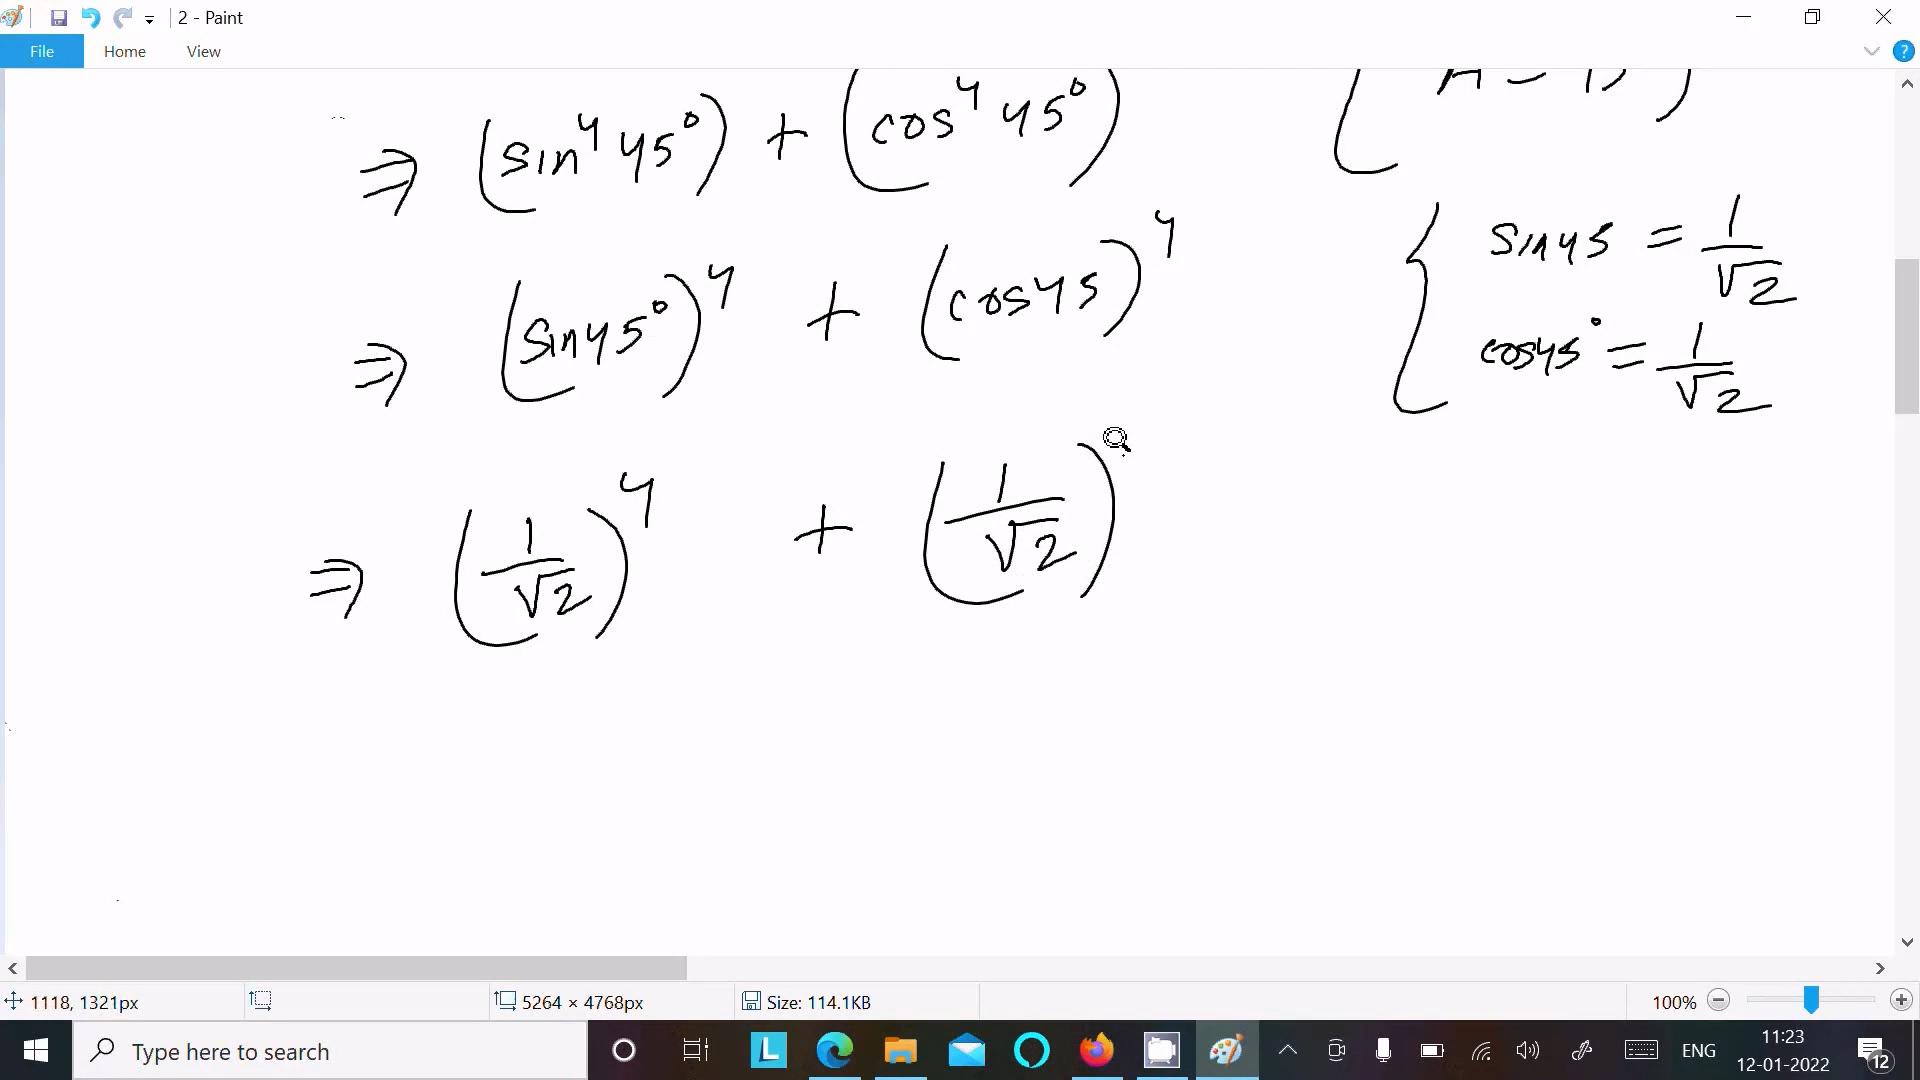 2 - Paint
File Home View
⇒ (sin⁴ 45°) + (cos⁴ 45°)
⇒ (sin 45°)⁴ + (cos 45)⁴
{ sin 45 = 1/√2
cos 45° = 1/√2
⇒ (1/√2)⁴ + (1/√2)
1118, 1321px
5264 × 4768px
Size: 114.1KB
100%
Type here to search
L
ENG
11:23
12-01-2022
12